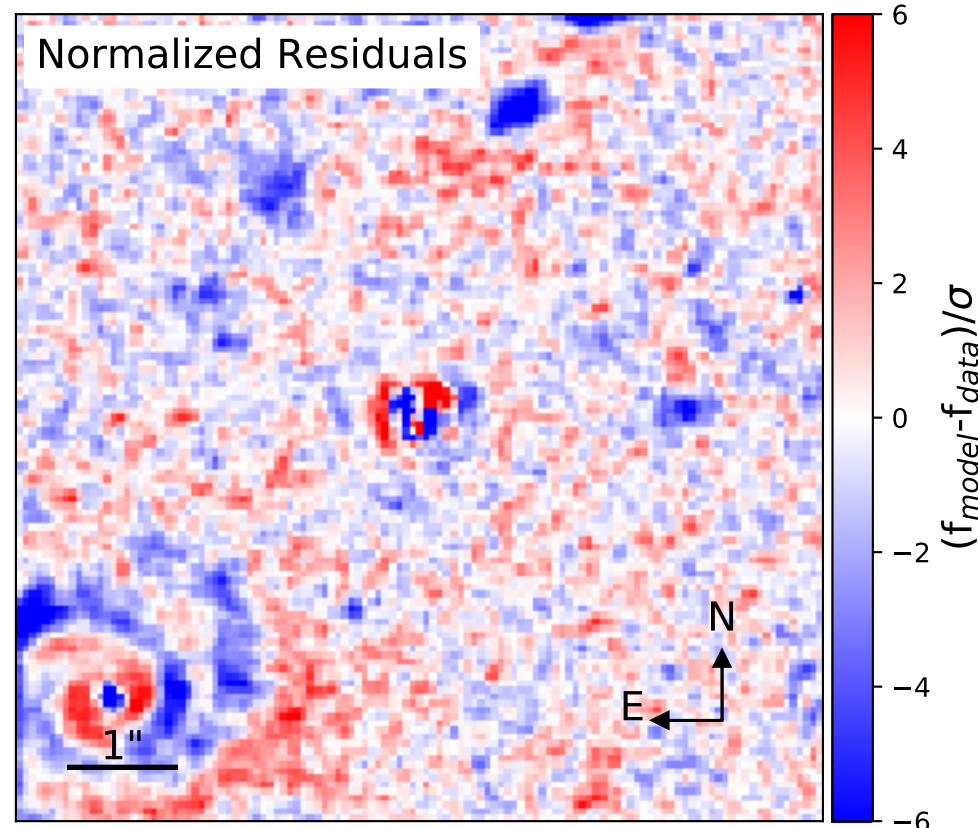 Normalized Residuals
6
4
2
0
−2
−4
−6
(f_model-f_data)/σ
N
E
1"